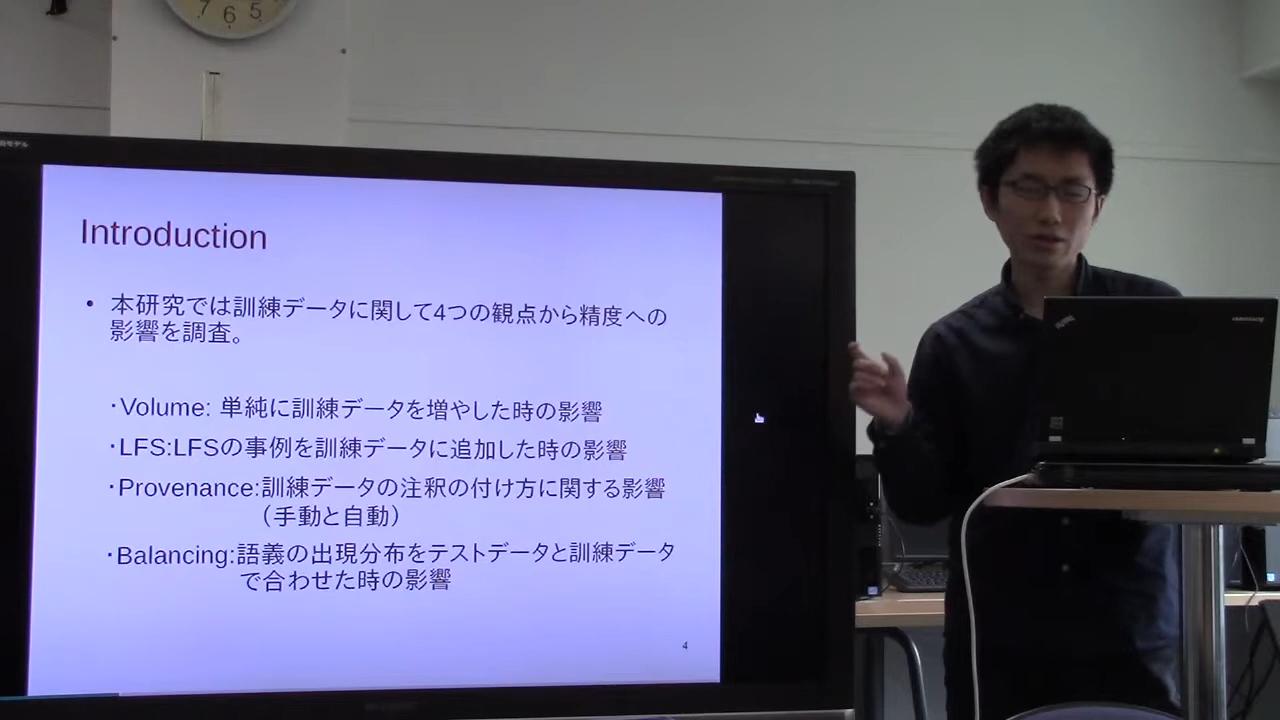 7 6 5
Introduction
• 本研究では訓練データに関して4つの観点から精度への
影響を調査。
・Volume: 単純に訓練データを増やした時の影響
・LFS:LFSの事例を訓練データに追加した時の影響
・Provenance:訓練データの注釈の付け方に関する影響
（手動と自動）
・Balancing:語義の出現分布をテストデータと訓練データ
で合わせた時の影響
4
lenovo